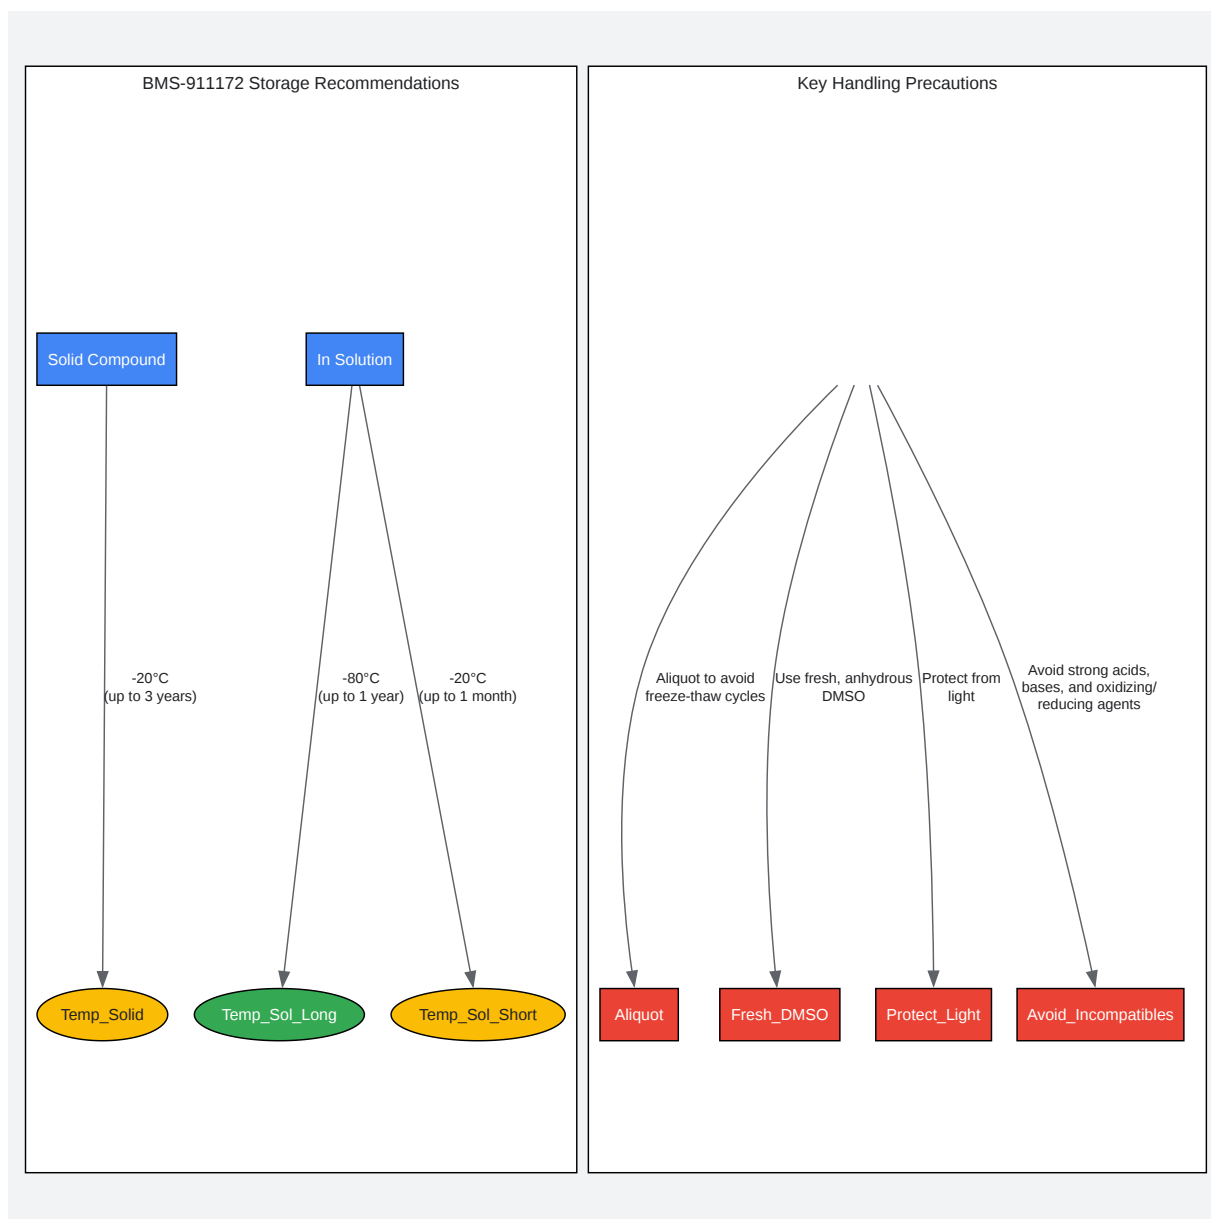 BMS-911172 Storage Recommendations
Solid Compound
In Solution
-20°C
(up to 3 years)
-80°C
(up to 1 year)
-20°C
(up to 1 month)
Temp_Solid
Temp_Sol_Long
Temp_Sol_Short
Key Handling Precautions
Aliquot to avoid
freeze-thaw cycles
Use fresh, anhydrous
DMSO
Protect from
light
Avoid strong acids,
bases, and oxidizing/
reducing agents
Aliquot
Fresh_DMSO
Protect_Light
Avoid_Incompatibles